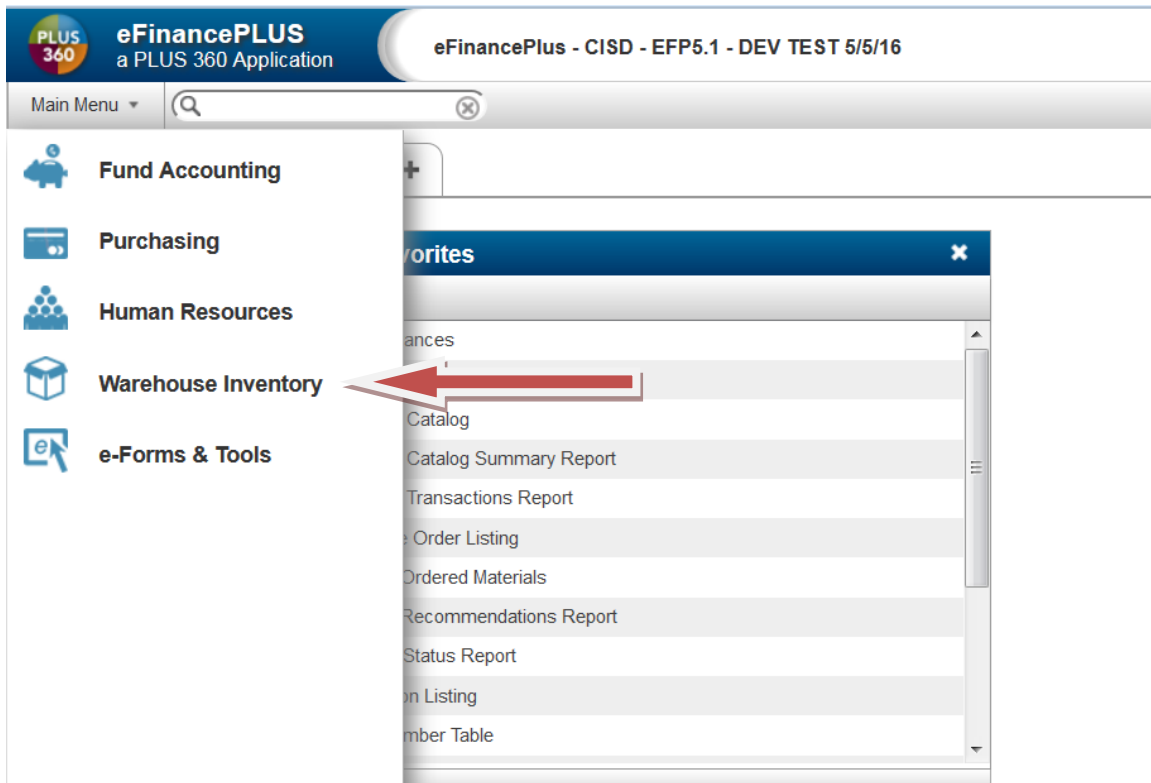 PLUS 360
eFinancePLUS
a PLUS 360 Application
eFinancePlus - CISD - EFP5.1 - DEV TEST 5/5/16
Main Menu
Fund Accounting
Purchasing
Human Resources
Warehouse Inventory
e-Forms & Tools
vorites
ances
Catalog
Catalog Summary Report
Transactions Report
Order Listing
Ordered Materials
Recommendations Report
Status Report
on Listing
mber Table